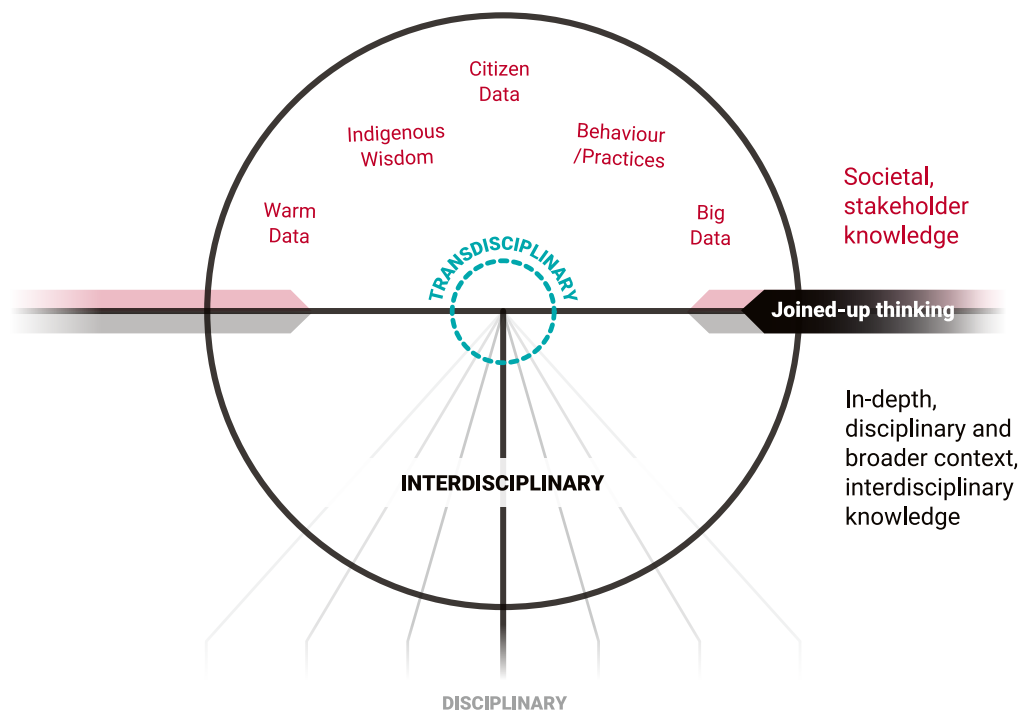 Citizen
Data
Indigenous
Wisdom
Behaviour
/Practices
Warm
Data
Big
Data
Societal,
stakeholder
knowledge
TRANSDISCIPLINARY
Joined-up thinking
In-depth,
disciplinary and
broader context,
interdisciplinary
knowledge
INTERDISCIPLINARY
DISCIPLINARY